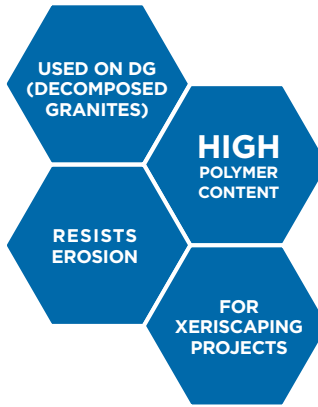 USED ON DG
(DECOMPOSED
GRANITES)
HIGH
POLYMER
CONTENT
RESISTS
EROSION
FOR
XERISCAPING
PROJECTS